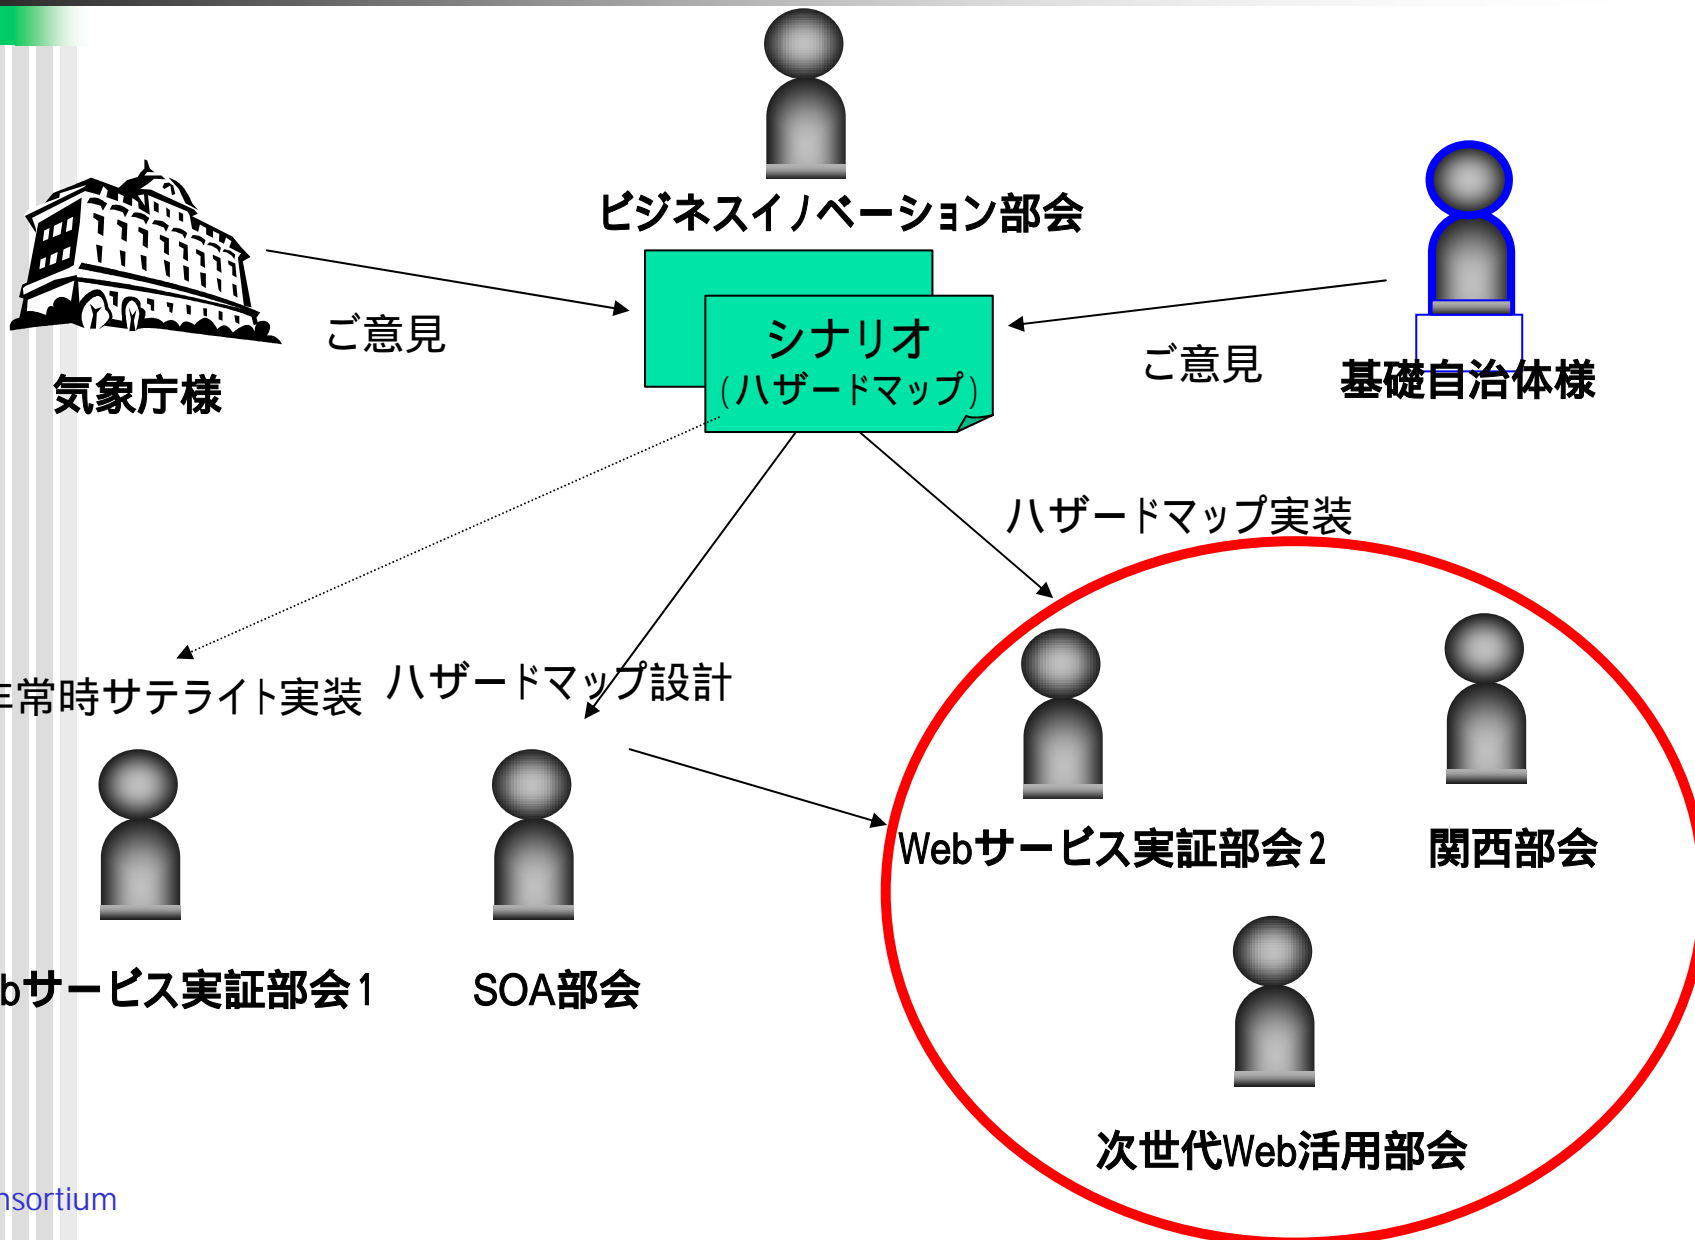 ビジネスイノベーション部会
シナリオ
(ハザードマップ)
ご意見
気象庁様
ご意見
基礎自治体様
ハザードマップ実装
常時サテライト実装
ハザードマップ設計
Webサービス実証部会2
関西部会
bサービス実証部会1
SOA部会
次世代Web活用部会
nsortium